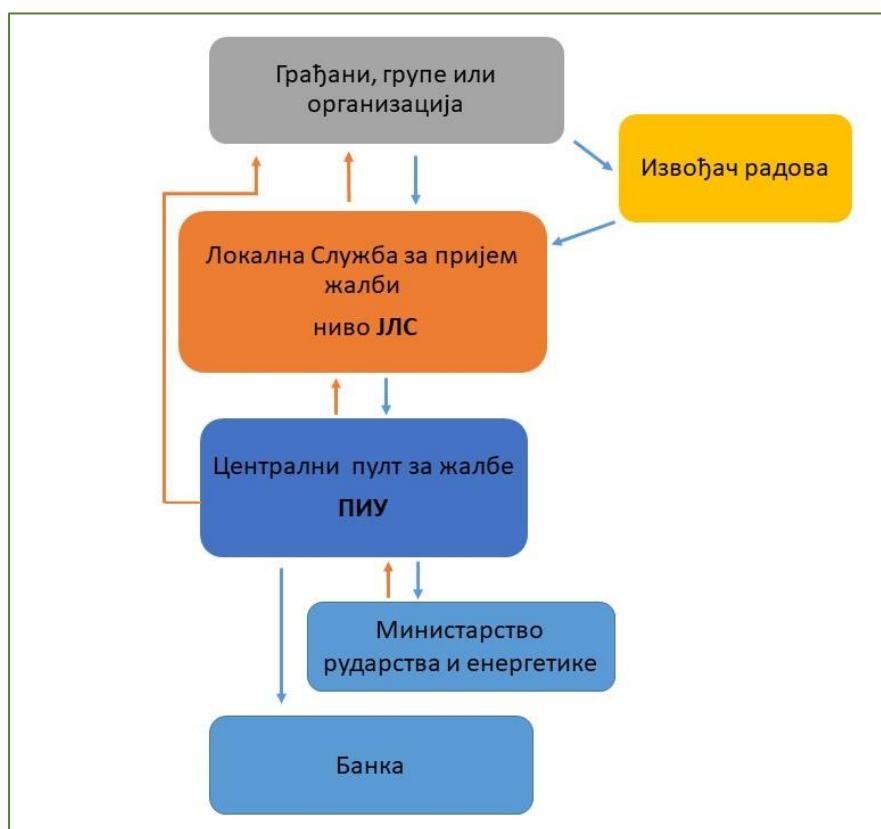 Грађани, групе или
организација
Извођач радова
Локална Служба за пријем
жалби
ниво ЈЛС
Централни пулт за жалбе
ПИУ
Министарство
рударства и енергетике
Банка